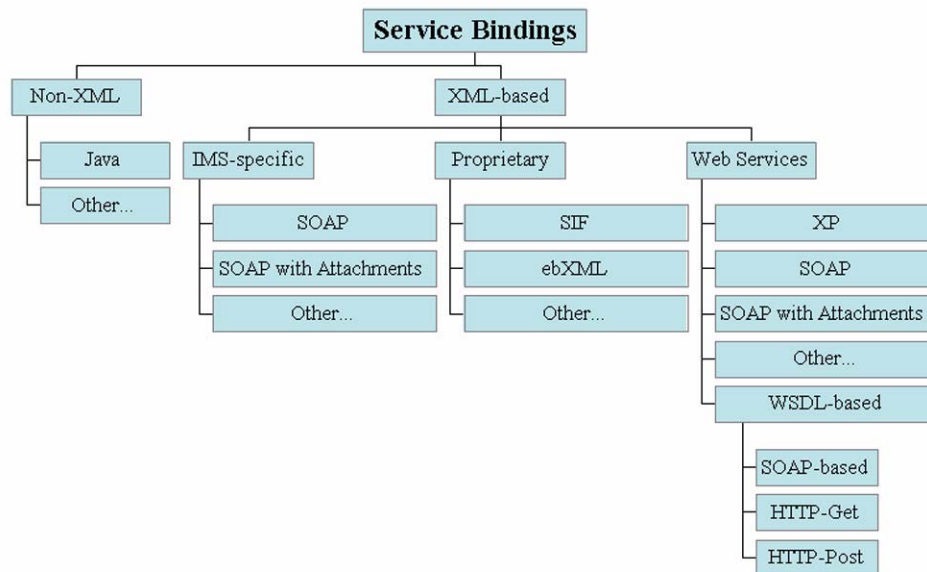 Service Bindings
Non-XML
XML-based
Java
Other...
IMS-specific
Proprietary
Web Services
SOAP
SOAP with Attachments
Other...
SIF
ebXML
Other...
XP
SOAP
SOAP with Attachments
Other...
WSDL-based
SOAP-based
HTTP-Get
HTTP-Post